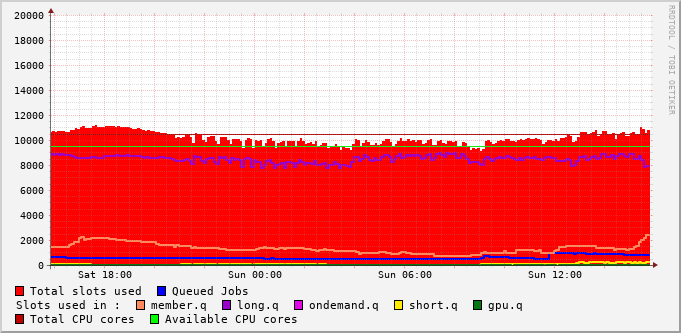 RRDTOOL / TOBI OETIKER
20000
18000
16000
14000
12000
10000
8000
6000
4000
2000
0
Sat 18:00 Sun 00:00 Sun 06:00 Sun 12:00
Total slots used Queued Jobs
Slots used in : member.q long.q ondemand.q short.q gpu.q
Total CPU cores Available CPU cores